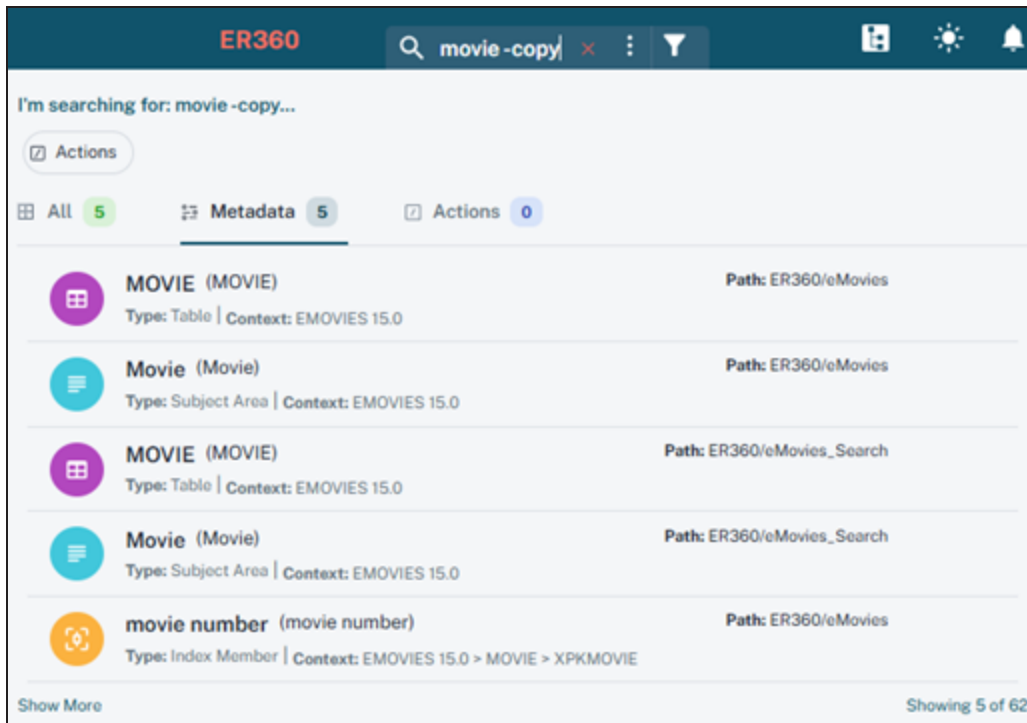 ER360
movie -copy
I'm searching for: movie -copy...
Actions
All 5 Metadata 5 Actions 0
MOVIE (MOVIE) Path: ER360/eMovies
Type: Table | Context: EMOVIES 15.0
Movie (Movie) Path: ER360/eMovies
Type: Subject Area | Context: EMOVIES 15.0
MOVIE (MOVIE) Path: ER360/eMovies_Search
Type: Table | Context: EMOVIES 15.0
Movie (Movie) Path: ER360/eMovies_Search
Type: Subject Area | Context: EMOVIES 15.0
movie number (movie number) Path: ER360/eMovies
Type: Index Member | Context: EMOVIES 15.0 > MOVIE > XPKMOVIE
Show More Showing 5 of 62